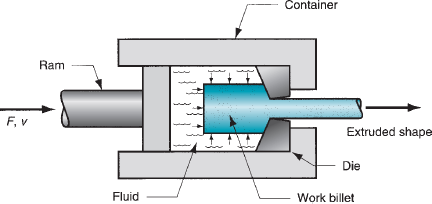 Container
Ram
F, v
Extruded shape
Die
Fluid
Work billet